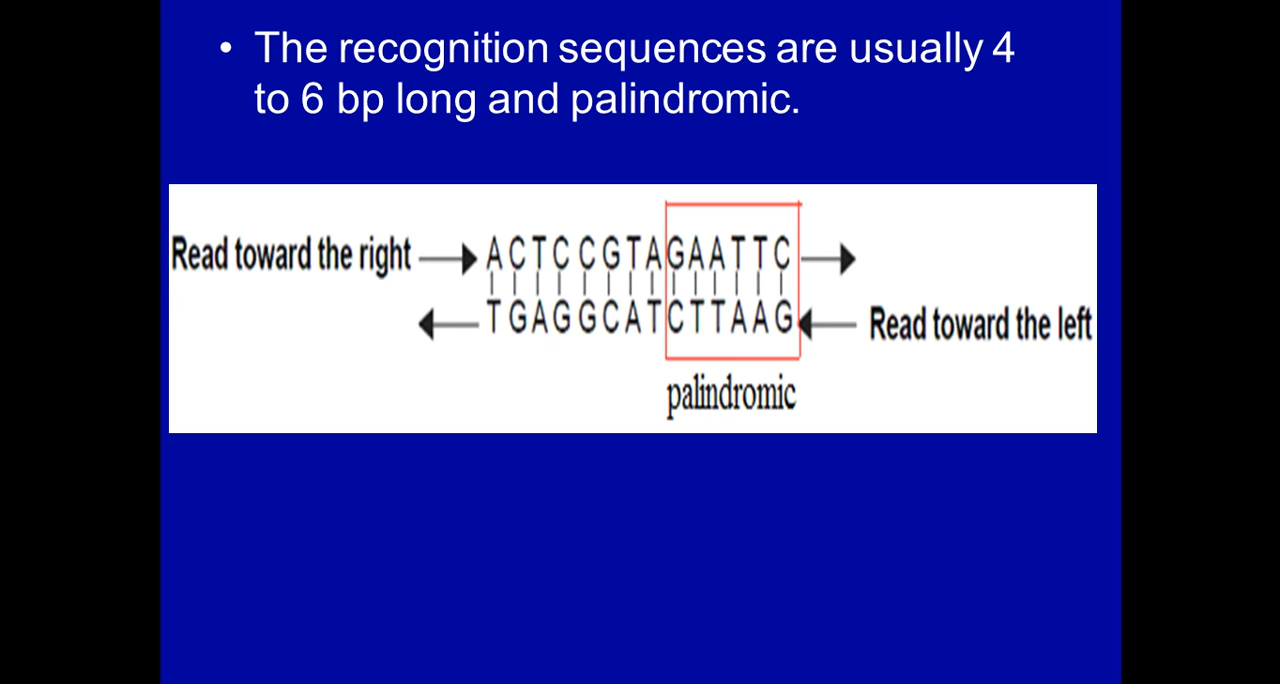 • The recognition sequences are usually 4
to 6 bp long and palindromic.
Read toward the right ACTCCGTAGAATTC
TGAGGCATCTTAAG Read toward the left
palindromic